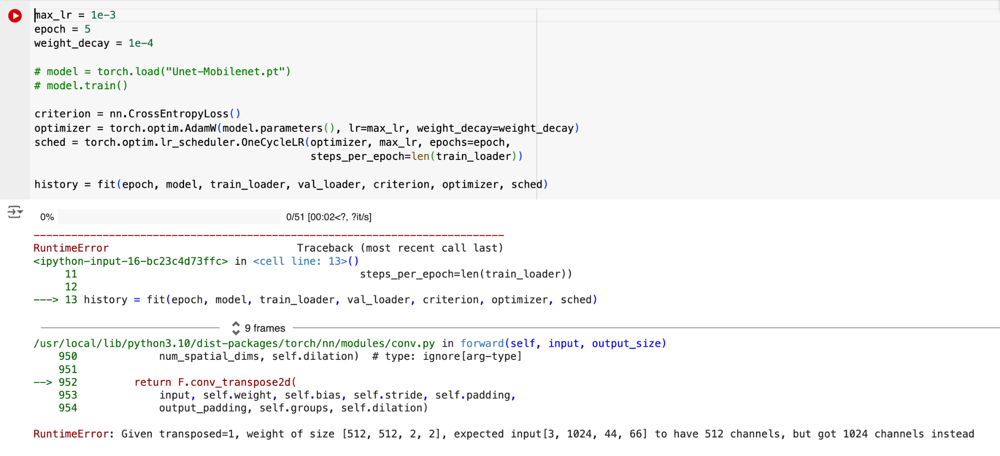 max_lr = 1e-3
epoch = 5
weight_decay = 1e-4
# model = torch.load("Unet-Mobilenet.pt")
# model.train()
criterion = nn.CrossEntropyLoss()
optimizer = torch.optim.AdamW(model.parameters(), lr=max_lr, weight_decay=weight_decay)
sched = torch.optim.lr_scheduler.OneCycleLR(optimizer, max_lr, epochs=epoch,
steps_per_epoch=len(train_loader))
history = fit(epoch, model, train_loader, val_loader, criterion, optimizer, sched)
0% 0/51 [00:02<?, ?it/s]
---------------------------------------------------------------------------
RuntimeError Traceback (most recent call last)
<ipython-input-16-bc23c4d73ffc> in <cell line: 13>()
11 steps_per_epoch=len(train_loader))
12
---> 13 history = fit(epoch, model, train_loader, val_loader, criterion, optimizer, sched)
9 frames
/usr/local/lib/python3.10/dist-packages/torch/nn/modules/conv.py in forward(self, input, output_size)
950 num_spatial_dims, self.dilation) # type: ignore[arg-type]
951
--> 952 return F.conv_transpose2d(
953 input, self.weight, self.bias, self.stride, self.padding,
954 output_padding, self.groups, self.dilation)
RuntimeError: Given transposed=1, weight of size [512, 512, 2, 2], expected input[3, 1024, 44, 66] to have 512 channels, but got 1024 channels instead